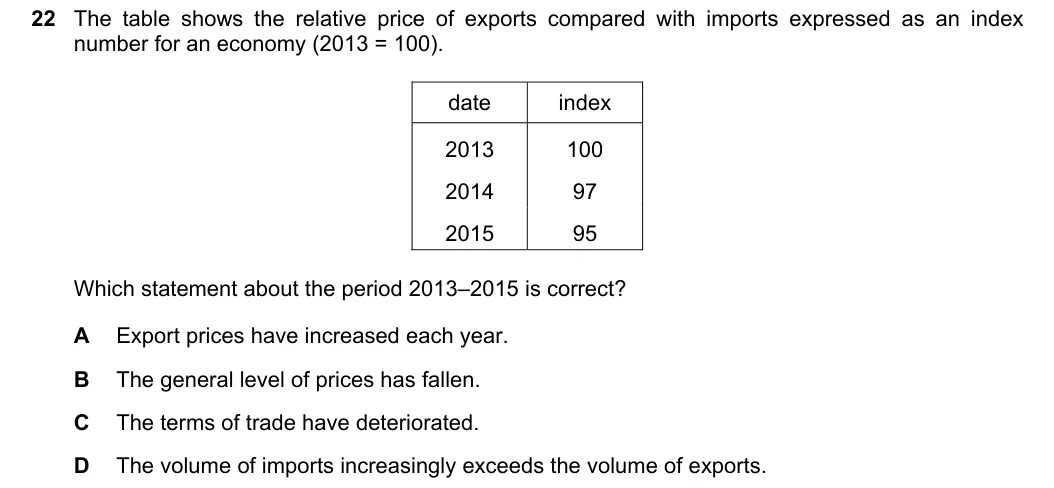 22 The table shows the relative price of exports compared with imports expressed as an index
number for an economy (2013 = 100).
date index
2013 100
2014 97
2015 95
Which statement about the period 2013–2015 is correct?
A Export prices have increased each year.
B The general level of prices has fallen.
C The terms of trade have deteriorated.
D The volume of imports increasingly exceeds the volume of exports.